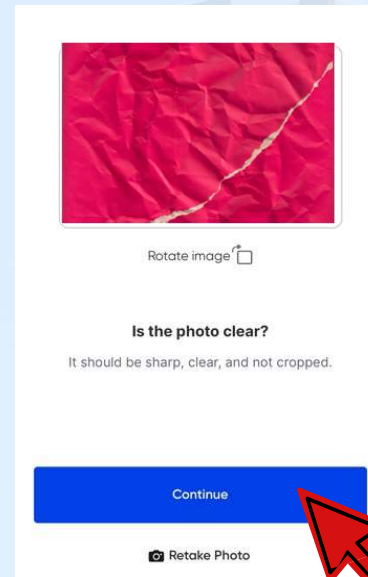 Rotate image
Is the photo clear?
It should be sharp, clear, and not cropped.
Continue
Retake Photo